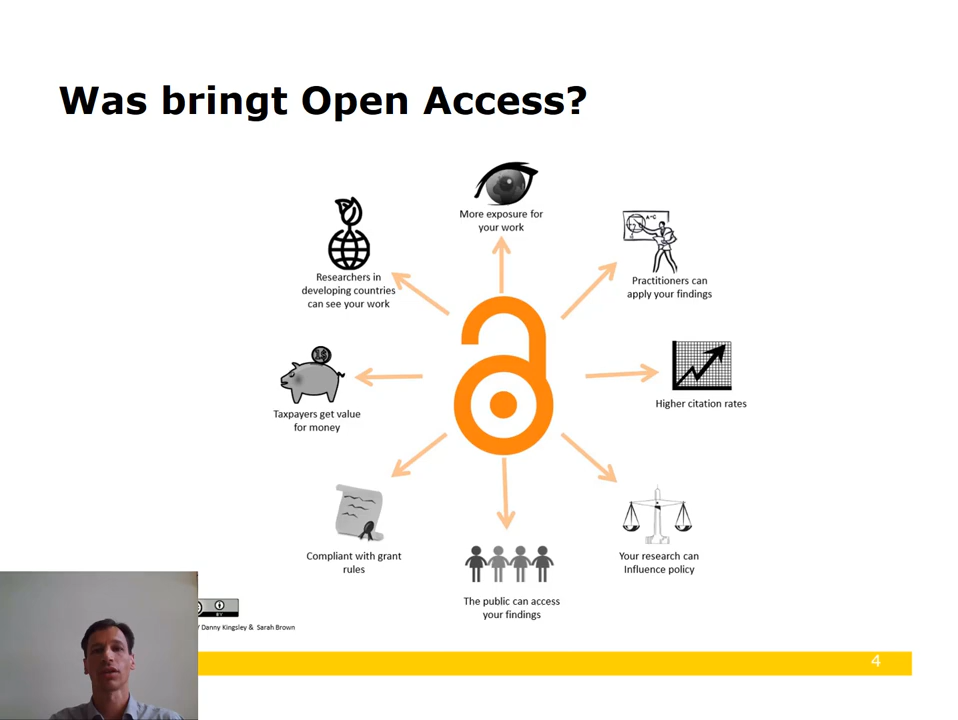 Was bringt Open Access?
More exposure for
your work
Researchers in
developing countries
can see your work
A-C
Practitioners can
apply your findings
Taxpayers get value
for money
Higher citation rates
Compliant with grant
rules
Your research can
Influence policy
The public can access
your findings
BY
Danny Kingsley & Sarah Brown
4